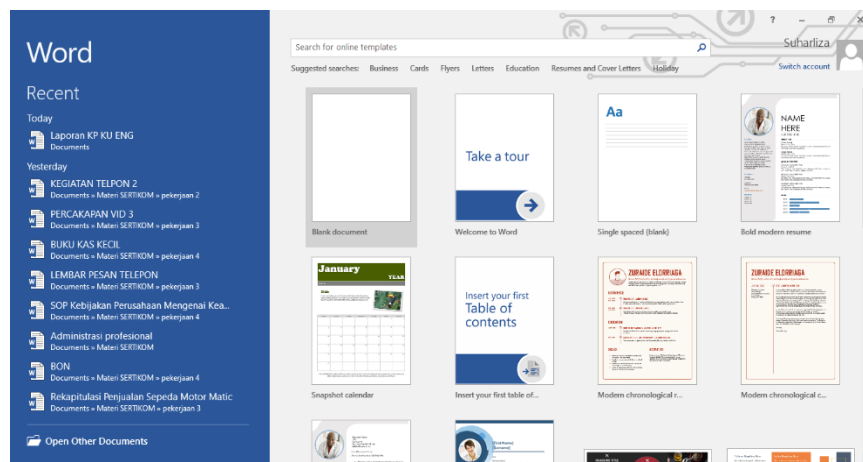 Word
Recent
Today
Laporan KP KU ENG
Documents
Yesterday
KEGIATAN TELPON 2
Documents » Materi SERTIKOM » pekerjaan 2
PERCAKAPAN VID 3
Documents » Materi SERTIKOM » pekerjaan 3
BUKU KAS KECIL
Documents » Materi SERTIKOM » pekerjaan 4
LEMBAR PESAN TELEPON
Documents » Materi SERTIKOM » pekerjaan 3
SOP Kebijakan Perusahaan Mengenai Kea...
Documents » Materi SERTIKOM » pekerjaan 4
Administrasi profesional
Documents » Materi SERTIKOM
BON
Documents » Materi SERTIKOM » pekerjaan 4
Rekapitulasi Penjualan Sepeda Motor Matic
Documents » Materi SERTIKOM » pekerjaan 3
Open Other Documents
Search for online templates
Suharliza
Switch account
Suggested searches: Business Cards Flyers Letters Education Resumes and Cover Letters Holiday
Blank document
Take a tour
Welcome to Word
Aa
Single spaced (blank)
NAME
HERE
Bold modern resume
January
YEAR
Snapshot calendar
Insert your first
Table of
contents
Insert your first table of...
ZURAIDE ELORRIAGA
Modern chronological r...
ZURAIDE ELORRIAGA
Modern chronological c...